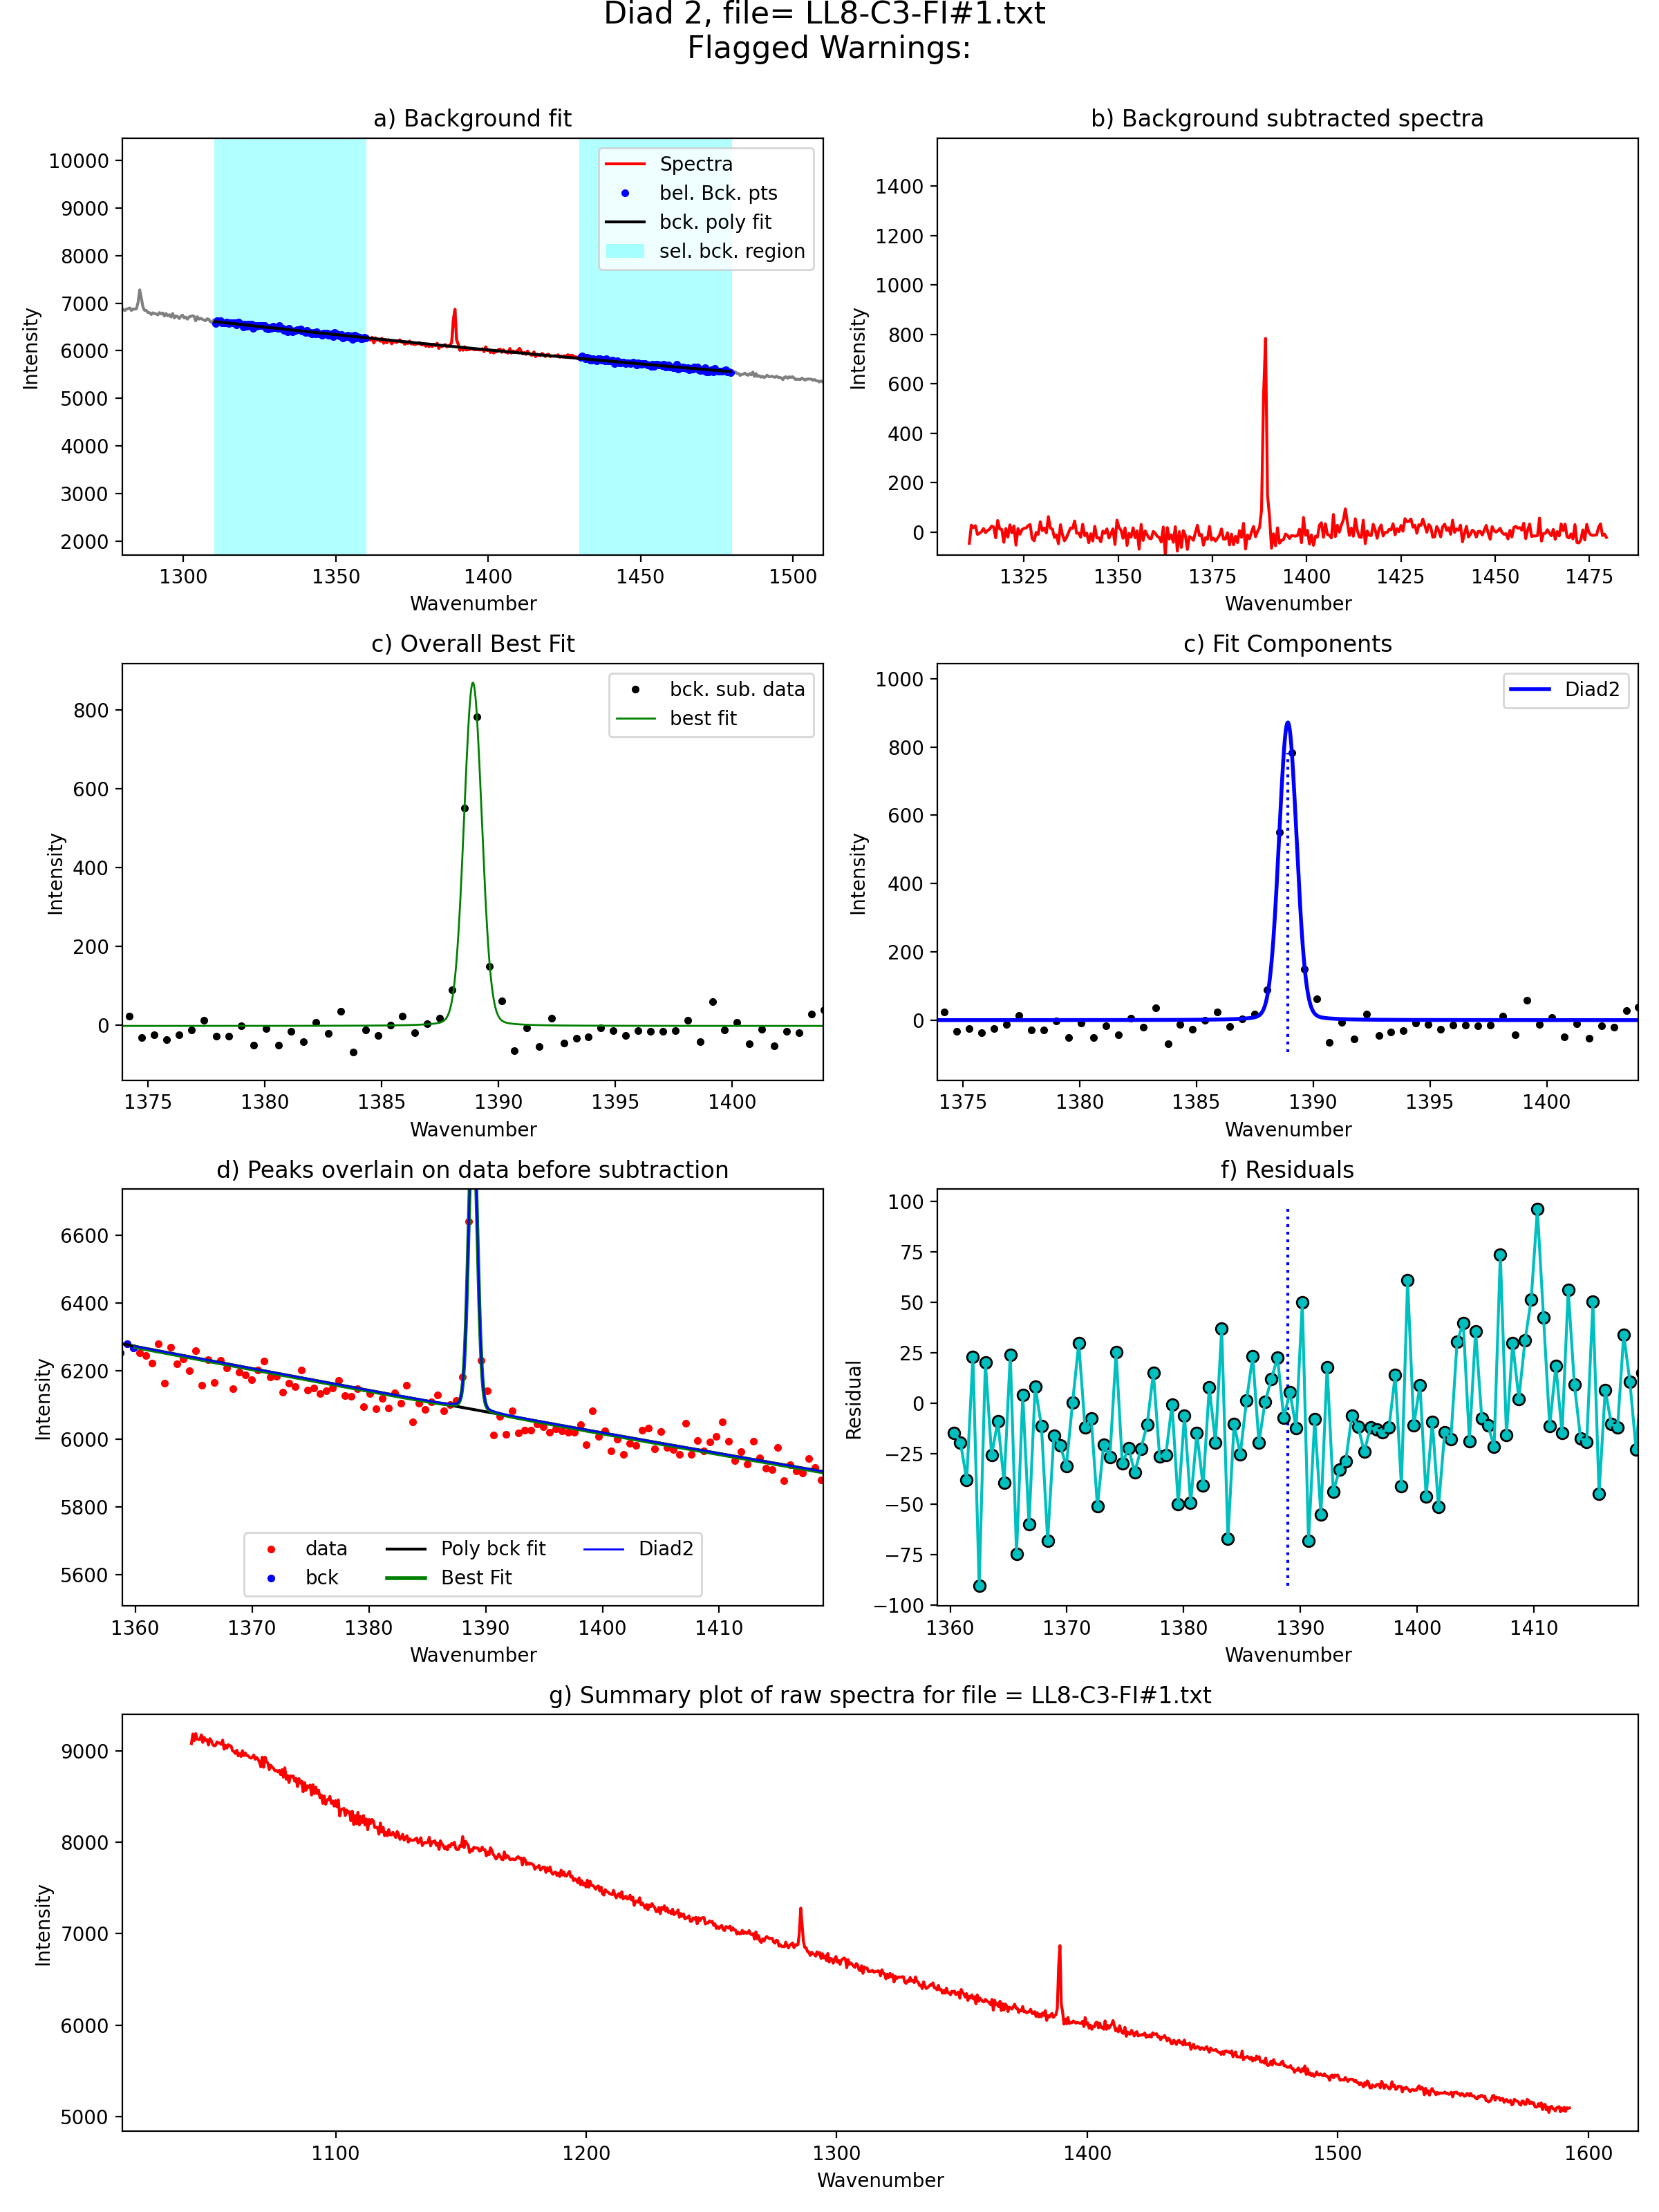 Diad 2, file= LL8-C3-FI#1.txt
Flagged Warnings:
a) Background fit
10000
9000
8000
7000
6000
5000
4000
3000
2000
Intensity
Spectra
bel. Bck. pts
bck. poly fit
sel. bck. region
1300 1350 1400 1450 1500
Wavenumber
b) Background subtracted spectra
1400
1200
1000
800
600
400
200
0
Intensity
1325 1350 1375 1400 1425 1450 1475
Wavenumber
c) Overall Best Fit
800
600
400
200
0
Intensity
bck. sub. data
best fit
1375 1380 1385 1390 1395 1400
Wavenumber
c) Fit Components
1000
800
600
400
200
0
Intensity
Diad2
1375 1380 1385 1390 1395 1400
Wavenumber
d) Peaks overlain on data before subtraction
6600
6400
6200
6000
5800
5600
Intensity
data Poly bck fit Diad2
bck Best Fit
1360 1370 1380 1390 1400 1410
Wavenumber
f) Residuals
100
75
50
25
0
−25
−50
−75
−100
Residual
1360 1370 1380 1390 1400 1410
Wavenumber
g) Summary plot of raw spectra for file = LL8-C3-FI#1.txt
9000
8000
7000
6000
5000
Intensity
1100 1200 1300 1400 1500 1600
Wavenumber